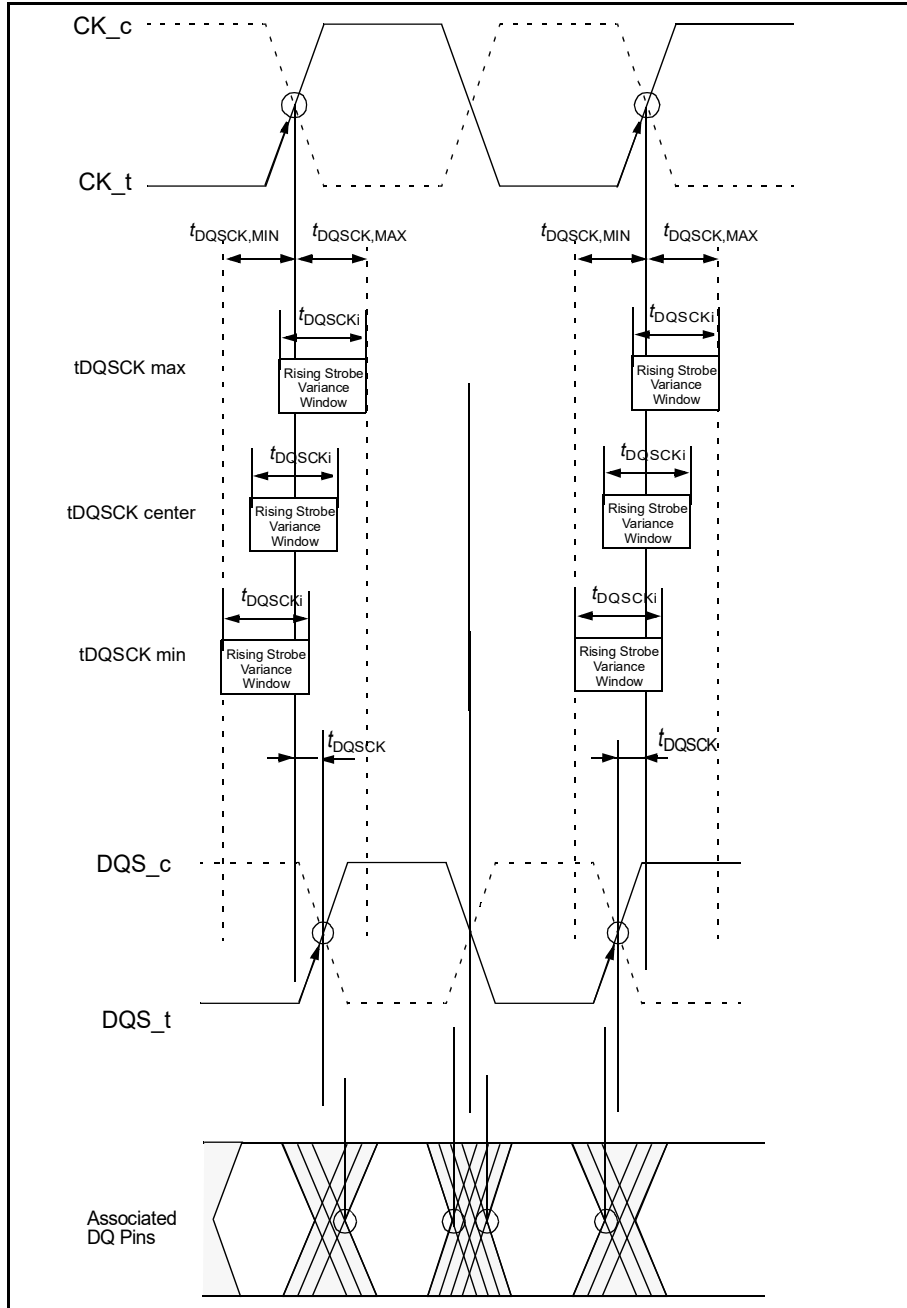 CK_c
CK_t
tDQSCK,MIN tDQSCK,MAX tDQSCK,MIN tDQSCK,MAX
tDQSCKi tDQSCKi
tDQSCK max
Rising Strobe
Variance
Window
Rising Strobe
Variance
Window
tDQSCKi tDQSCKi
tDQSCK center
Rising Strobe
Variance
Window
Rising Strobe
Variance
Window
tDQSCKi tDQSCKi
tDQSCK min
Rising Strobe
Variance
Window
Rising Strobe
Variance
Window
tDQSCK tDQSCK
DQS_c
DQS_t
Associated
DQ Pins